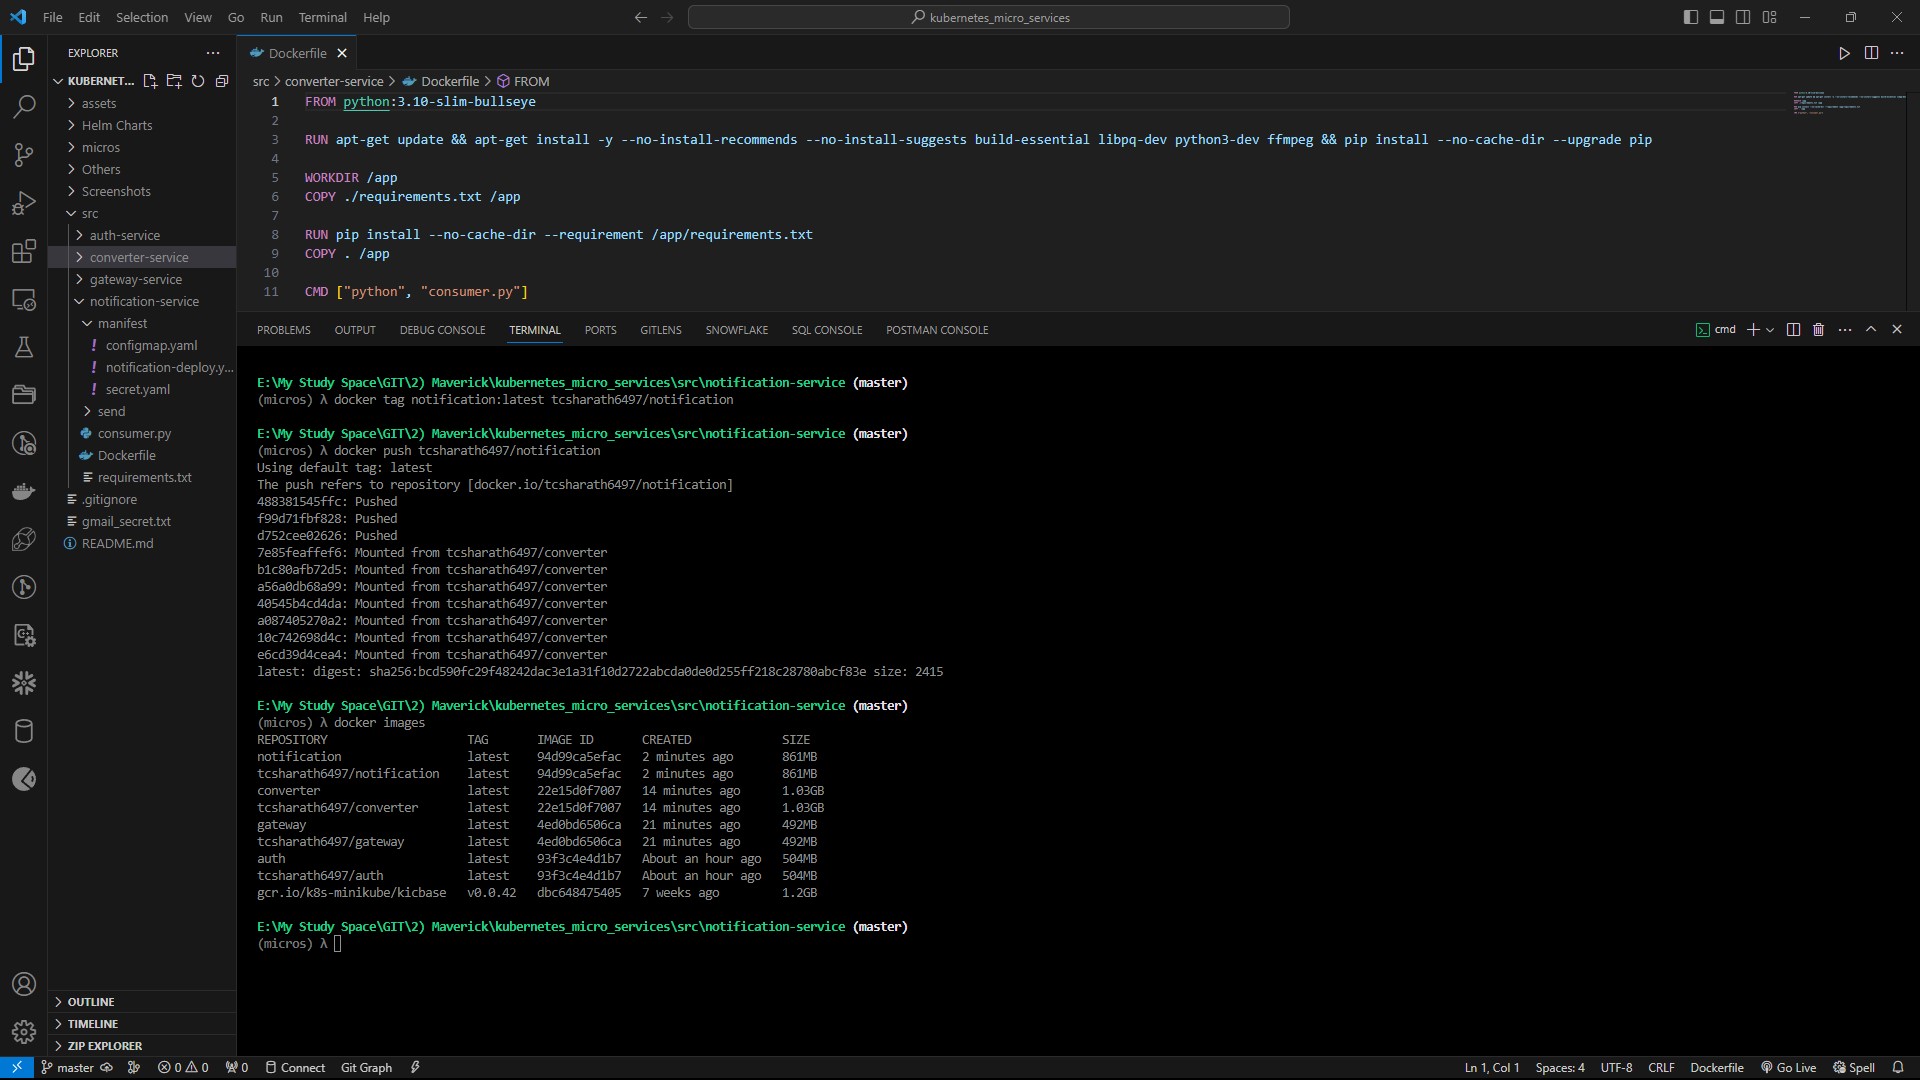 File Edit Selection View Go Run Terminal Help
kubernetes_micro_services
EXPLORER
KUBERNET...
assets
Helm Charts
micros
Others
Screenshots
src
auth-service
converter-service
gateway-service
notification-service
manifest
configmap.yaml
notification-deploy.y...
secret.yaml
send
consumer.py
Dockerfile
requirements.txt
.gitignore
gmail_secret.txt
README.md
OUTLINE
TIMELINE
ZIP EXPLORER
Dockerfile
src > converter-service > Dockerfile > FROM
1 FROM python:3.10-slim-bullseye
2
3 RUN apt-get update && apt-get install -y --no-install-recommends --no-install-suggests build-essential libpq-dev python3-dev ffmpeg && pip install --no-cache-dir --upgrade pip
4
5 WORKDIR /app
6 COPY ./requirements.txt /app
7
8 RUN pip install --no-cache-dir --requirement /app/requirements.txt
9 COPY . /app
10
11 CMD ["python", "consumer.py"]
PROBLEMS OUTPUT DEBUG CONSOLE TERMINAL PORTS GITLENS SNOWFLAKE SQL CONSOLE POSTMAN CONSOLE
cmd
E:\My Study Space\GIT\2) Maverick\kubernetes_micro_services\src\notification-service (master)
(micros) λ docker tag notification:latest tcsharath6497/notification
E:\My Study Space\GIT\2) Maverick\kubernetes_micro_services\src\notification-service (master)
(micros) λ docker push tcsharath6497/notification
Using default tag: latest
The push refers to repository [docker.io/tcsharath6497/notification]
488381545ffc: Pushed
f99d71fbf828: Pushed
d752cee02626: Pushed
7e85feaffef6: Mounted from tcsharath6497/converter
b1c80afb72d5: Mounted from tcsharath6497/converter
a56a0db68a99: Mounted from tcsharath6497/converter
40545b4cd4da: Mounted from tcsharath6497/converter
a087405270a2: Mounted from tcsharath6497/converter
10c742698d4c: Mounted from tcsharath6497/converter
e6cd39d4cea4: Mounted from tcsharath6497/converter
latest: digest: sha256:bcd590fc29f48242dac3e1a31f10d2722abcda0de0d255ff218c28780abcf83e size: 2415
E:\My Study Space\GIT\2) Maverick\kubernetes_micro_services\src\notification-service (master)
(micros) λ docker images
REPOSITORY TAG IMAGE ID CREATED SIZE
notification latest 94d99ca5efac 2 minutes ago 861MB
tcsharath6497/notification latest 94d99ca5efac 2 minutes ago 861MB
converter latest 22e15d0f7007 14 minutes ago 1.03GB
tcsharath6497/converter latest 22e15d0f7007 14 minutes ago 1.03GB
gateway latest 4ed0bd6506ca 21 minutes ago 492MB
tcsharath6497/gateway latest 4ed0bd6506ca 21 minutes ago 492MB
auth latest 93f3c4e4d1b7 About an hour ago 504MB
tcsharath6497/auth latest 93f3c4e4d1b7 About an hour ago 504MB
gcr.io/k8s-minikube/kicbase v0.0.42 dbc648475405 7 weeks ago 1.2GB
E:\My Study Space\GIT\2) Maverick\kubernetes_micro_services\src\notification-service (master)
(micros) λ
master 0 0 0 Connect Git Graph Ln 1, Col 1 Spaces: 4 UTF-8 CRLF Dockerfile Go Live Spell